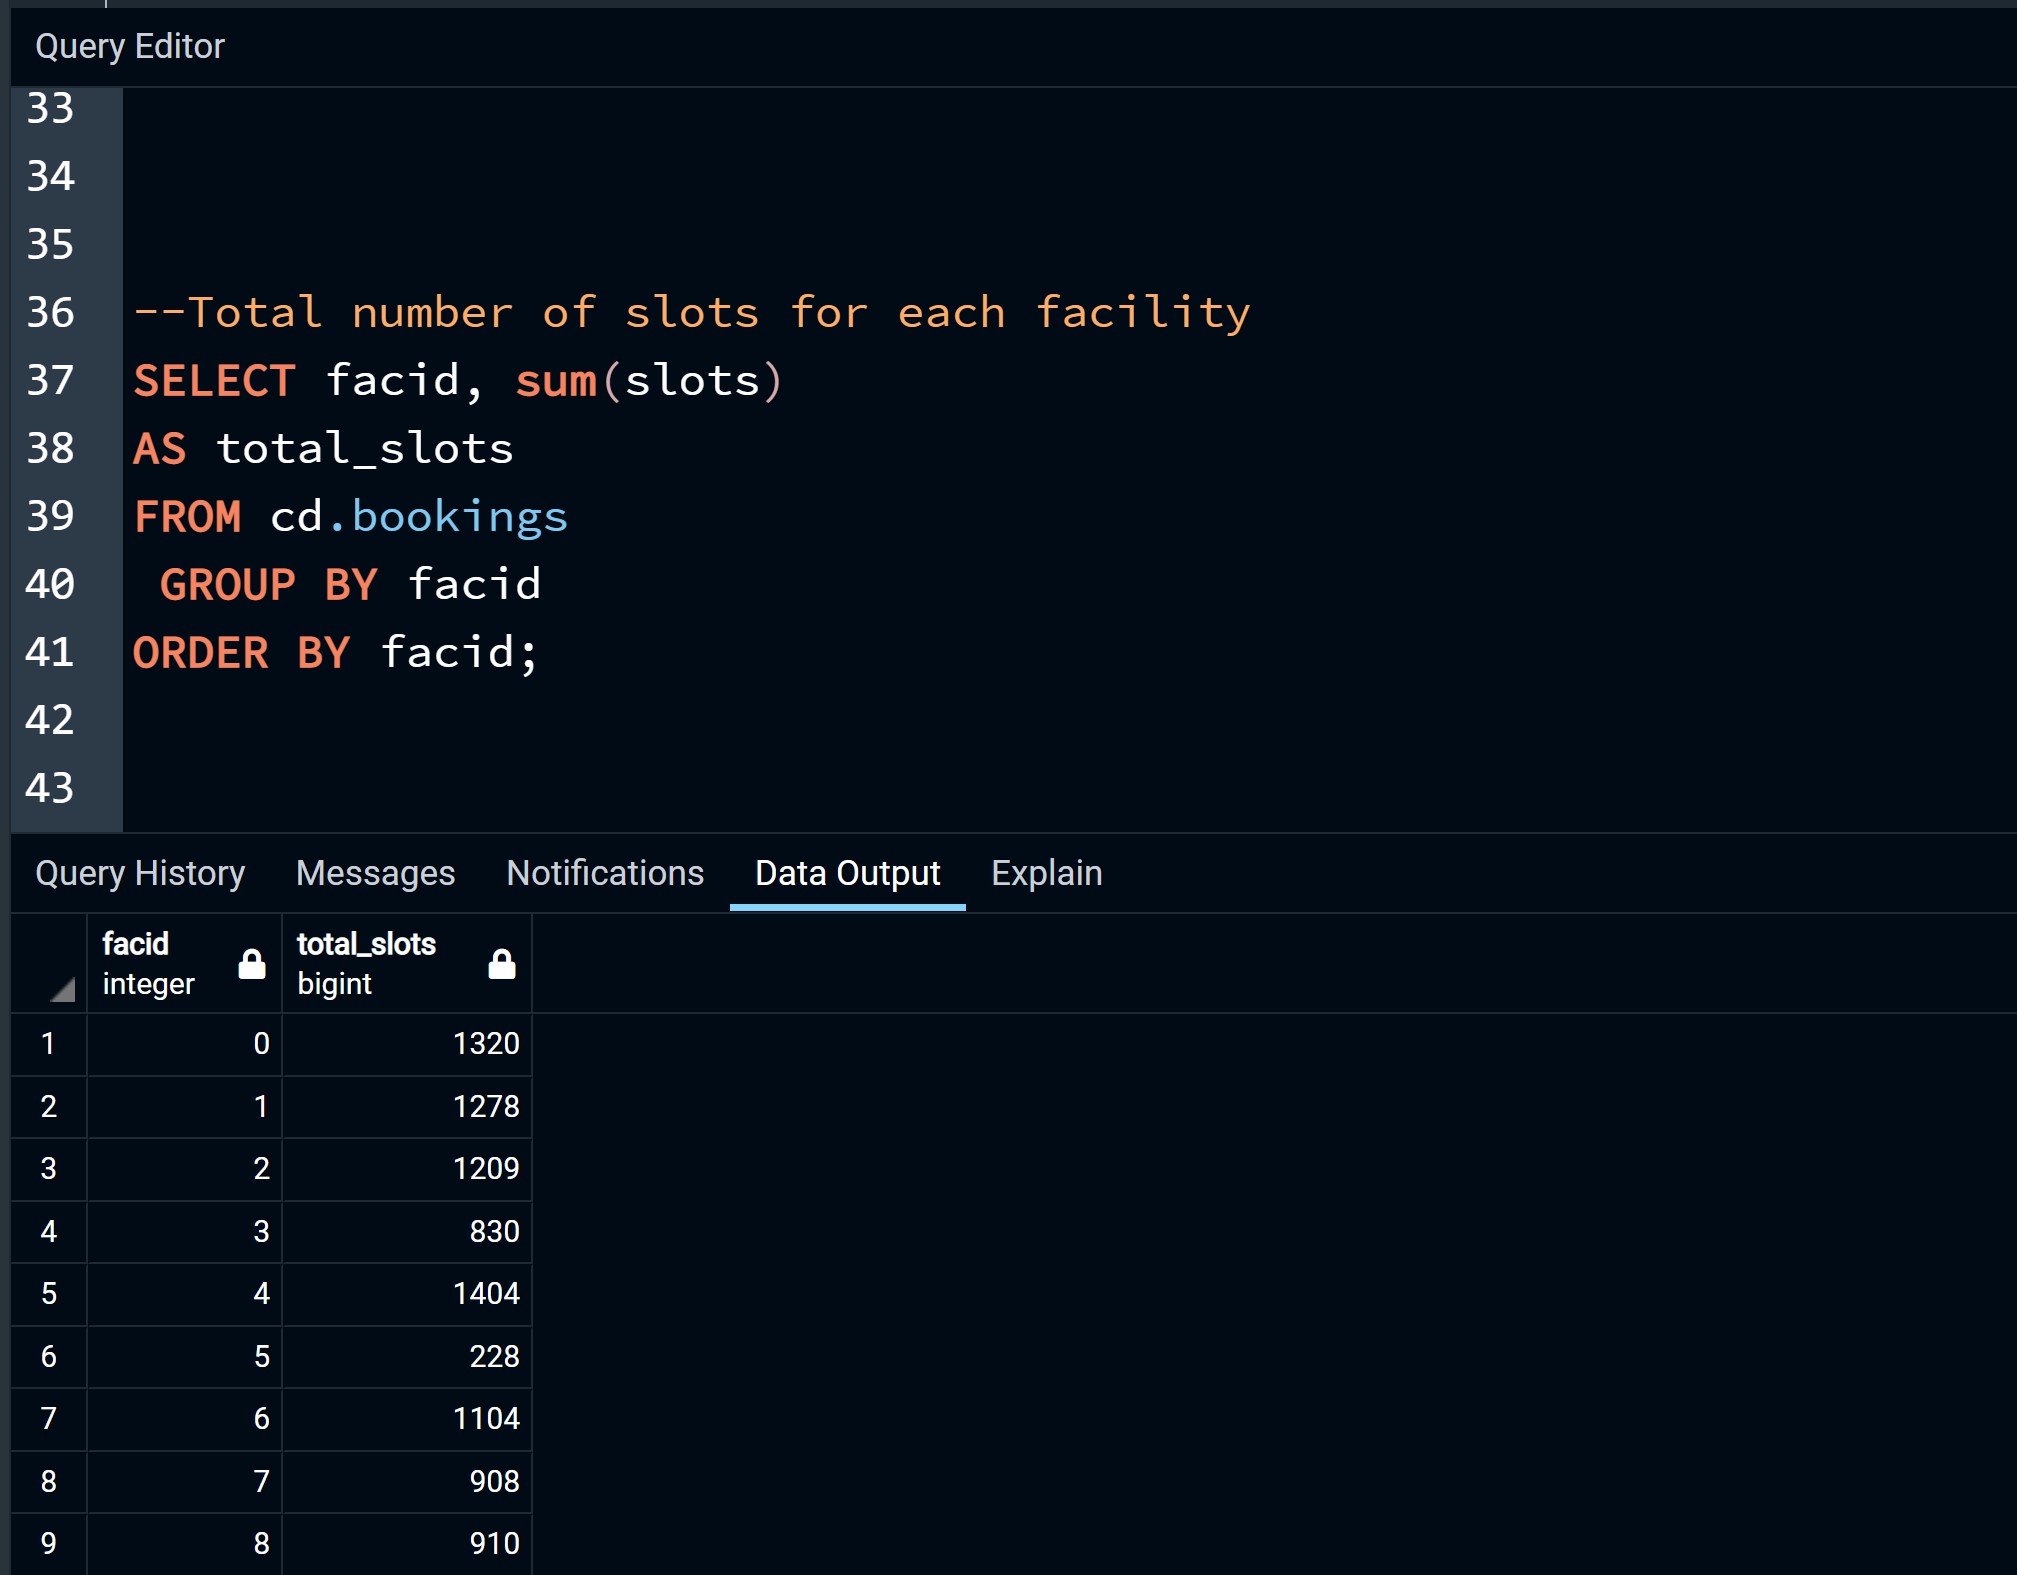 Query Editor
33
34
35
36 --Total number of slots for each facility
37 SELECT facid, sum(slots)
38 AS total_slots
39 FROM cd.bookings
40  GROUP BY facid
41 ORDER BY facid;
42
43
Query History Messages Notifications Data Output Explain
facid total_slots
integer bigint
1 0 1320
2 1 1278
3 2 1209
4 3 830
5 4 1404
6 5 228
7 6 1104
8 7 908
9 8 910